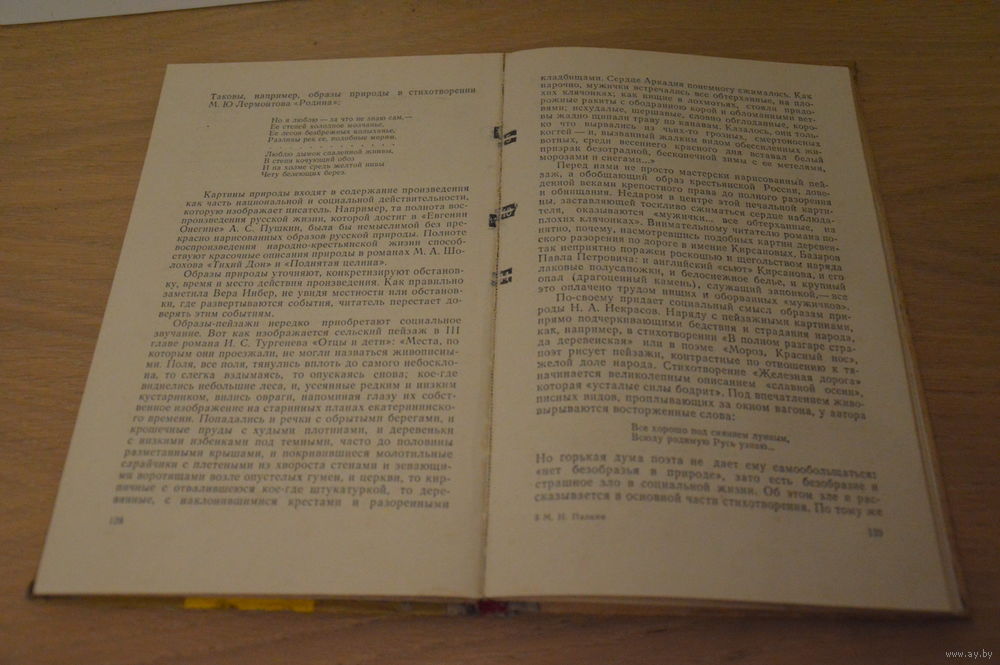 Таковы, например, образы природы в стихотворении
М. Ю Лермонтова «Родина»:
Но я люблю — за что не знаю сам,—
Ее степей холодное молчанье,
Ее лесов безбрежных колыханье,
Разливы рек ее, подобные морям.
. . . . . . . . . . . . . .
Люблю дымок спаленной жнивы,
В степи кочующий обоз
И на холме средь желтой нивы
Чету белеющих берез.
Картины природы входят в содержание произведения
как часть национальной и социальной действительности,
которую изображает писатель. Например, та полнота вос-
произведения русской жизни, которой достиг в «Евгении
Онегине» А. С. Пушкин, была бы немыслимой без пре-
красно нарисованных образов русской природы. Полноте
воспроизведения народно-крестьянской жизни способ-
ствуют красочные описания природы в романах М. А. Шо-
лохова «Тихий Дон» и «Поднятая целина».
Образы природы уточняют, конкретизируют обстанов-
ку, время и место действия произведения. Как правильно
заметила Вера Инбер, не увидя местности или обстанов-
ки, где развертываются события, читатель перестает до-
верять этим событиям.
Образы-пейзажи нередко приобретают социальное
звучание. Вот как изображается сельский пейзаж в III
главе романа И. С. Тургенева «Отцы и дети»: «Места, по
которым они проезжали, не могли назваться живописны-
ми. Поля, все поля, тянулись вплоть до самого небоскло-
на, то слегка вздымаясь, то опускаясь снова; кое-где
виднелись небольшие леса, и, усеянные редким и низким
кустарником, вились овраги, напоминая глазу их собст-
венное изображение на старинных планах екатерининско-
го времени. Попадались и речки с обрытыми берегами, и
крошечные пруды с худыми плотинами, и деревеньки
с низкими избенками под темными, часто до половины
разметанными крышами, и покривившиеся молотильные
сарайчики с плетеными из хвороста стенами и зевающи-
ми воротищами возле опустелых гумен, и церкви, то кир-
пичные с отвалившеюся кое-где штукатуркой, то дере-
вянные, с наклонившимися крестами и разоренными
128
кладбищами. Сердце Аркадия понемногу сжималось. Как
нарочно, мужички встречались все обтерханные, на пло-
хих клячонках; как нищие в лохмотьях, стояли придо-
рожные ракиты с ободранною корой и обломанными вет-
вями; исхудалые, шершавые, словно обглоданные, коро-
вы жадно щипали траву по канавам. Казалось, они толь-
ко что вырвались из чьих-то грозных, смертоносных
когтей — и, вызванный жалким видом обессиленных жи-
вотных, среди весеннего красного дня вставал белый
призрак безотрадной, бесконечной зимы с ее метелями,
морозами и снегами...»
Перед нами не просто мастерски нарисованный пей-
заж, а обобщающий образ крестьянской России, дове-
денной веками крепостного права до полного разорения
и обнищания. Недаром в центре этой печальной карти-
ны, заставляющей тоскливо сжиматься сердце наблюда-
теля, оказываются «мужички... все обтерханные, на
плохих клячонках». Внимательному читателю романа по-
нятно, почему, насмотревшись подобных картин деревен-
ского разорения по дороге в имение Кирсановых, Базаров
так неприятно поражен роскошью и щегольством наряда
Павла Петровича: и английский «сьют» Кирсанова, и его
лаковые полусапожки, и белоснежное белье, и крупный
опал (драгоценный камень), служащий запонкой,— все
это оплачено трудом нищих и оборванных «мужичков».
По-своему придает социальный смысл образам при-
роды Н. А. Некрасов. Наряду с пейзажными картинами,
прямо подчеркивающими бедствия и страдания народа,
как, например, в стихотворении «В полном разгаре стра-
да деревенская» или в поэме «Мороз, Красный нос»,
поэт рисует пейзажи, контрастные по отношению к тя-
желой доле народа. Стихотворение «Железная дорога»
начинается великолепным описанием «славной осени»,
которая «усталые силы бодрит». Под впечатлением живо-
писных видов, проплывающих за окном вагона, у автора
вырываются восторженные слова:
Все хорошо под сиянием лунным,
Всюду родимую Русь узнаю...
Но горькая дума поэта не дает ему самообольщаться:
«нет безобразья в природе», зато есть безобразие и
страшное зло в социальной жизни. Об этом зле и рас-
сказывается в основной части стихотворения. По тому же
5 М. Н.
129
www.ay.by